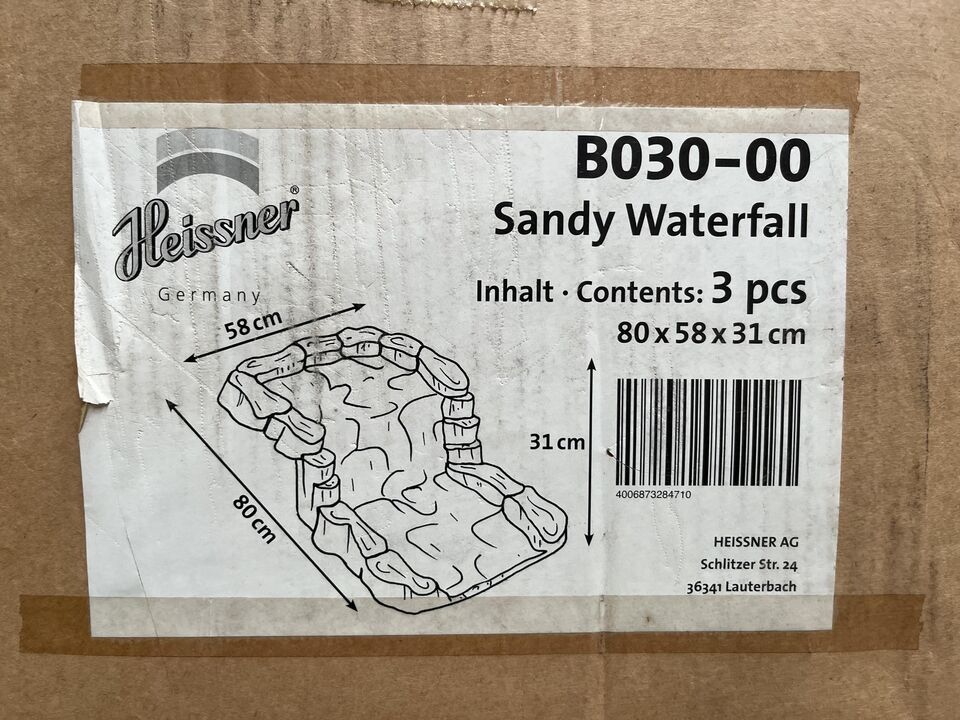 Heissner®
Germany
B030-00
Sandy Waterfall
Inhalt · Contents: 3 pcs
80 x 58 x 31 cm
58 cm
80 cm
31 cm
4006873284710
HEISSNER AG
Schlitzer Str. 24
36341 Lauterbach